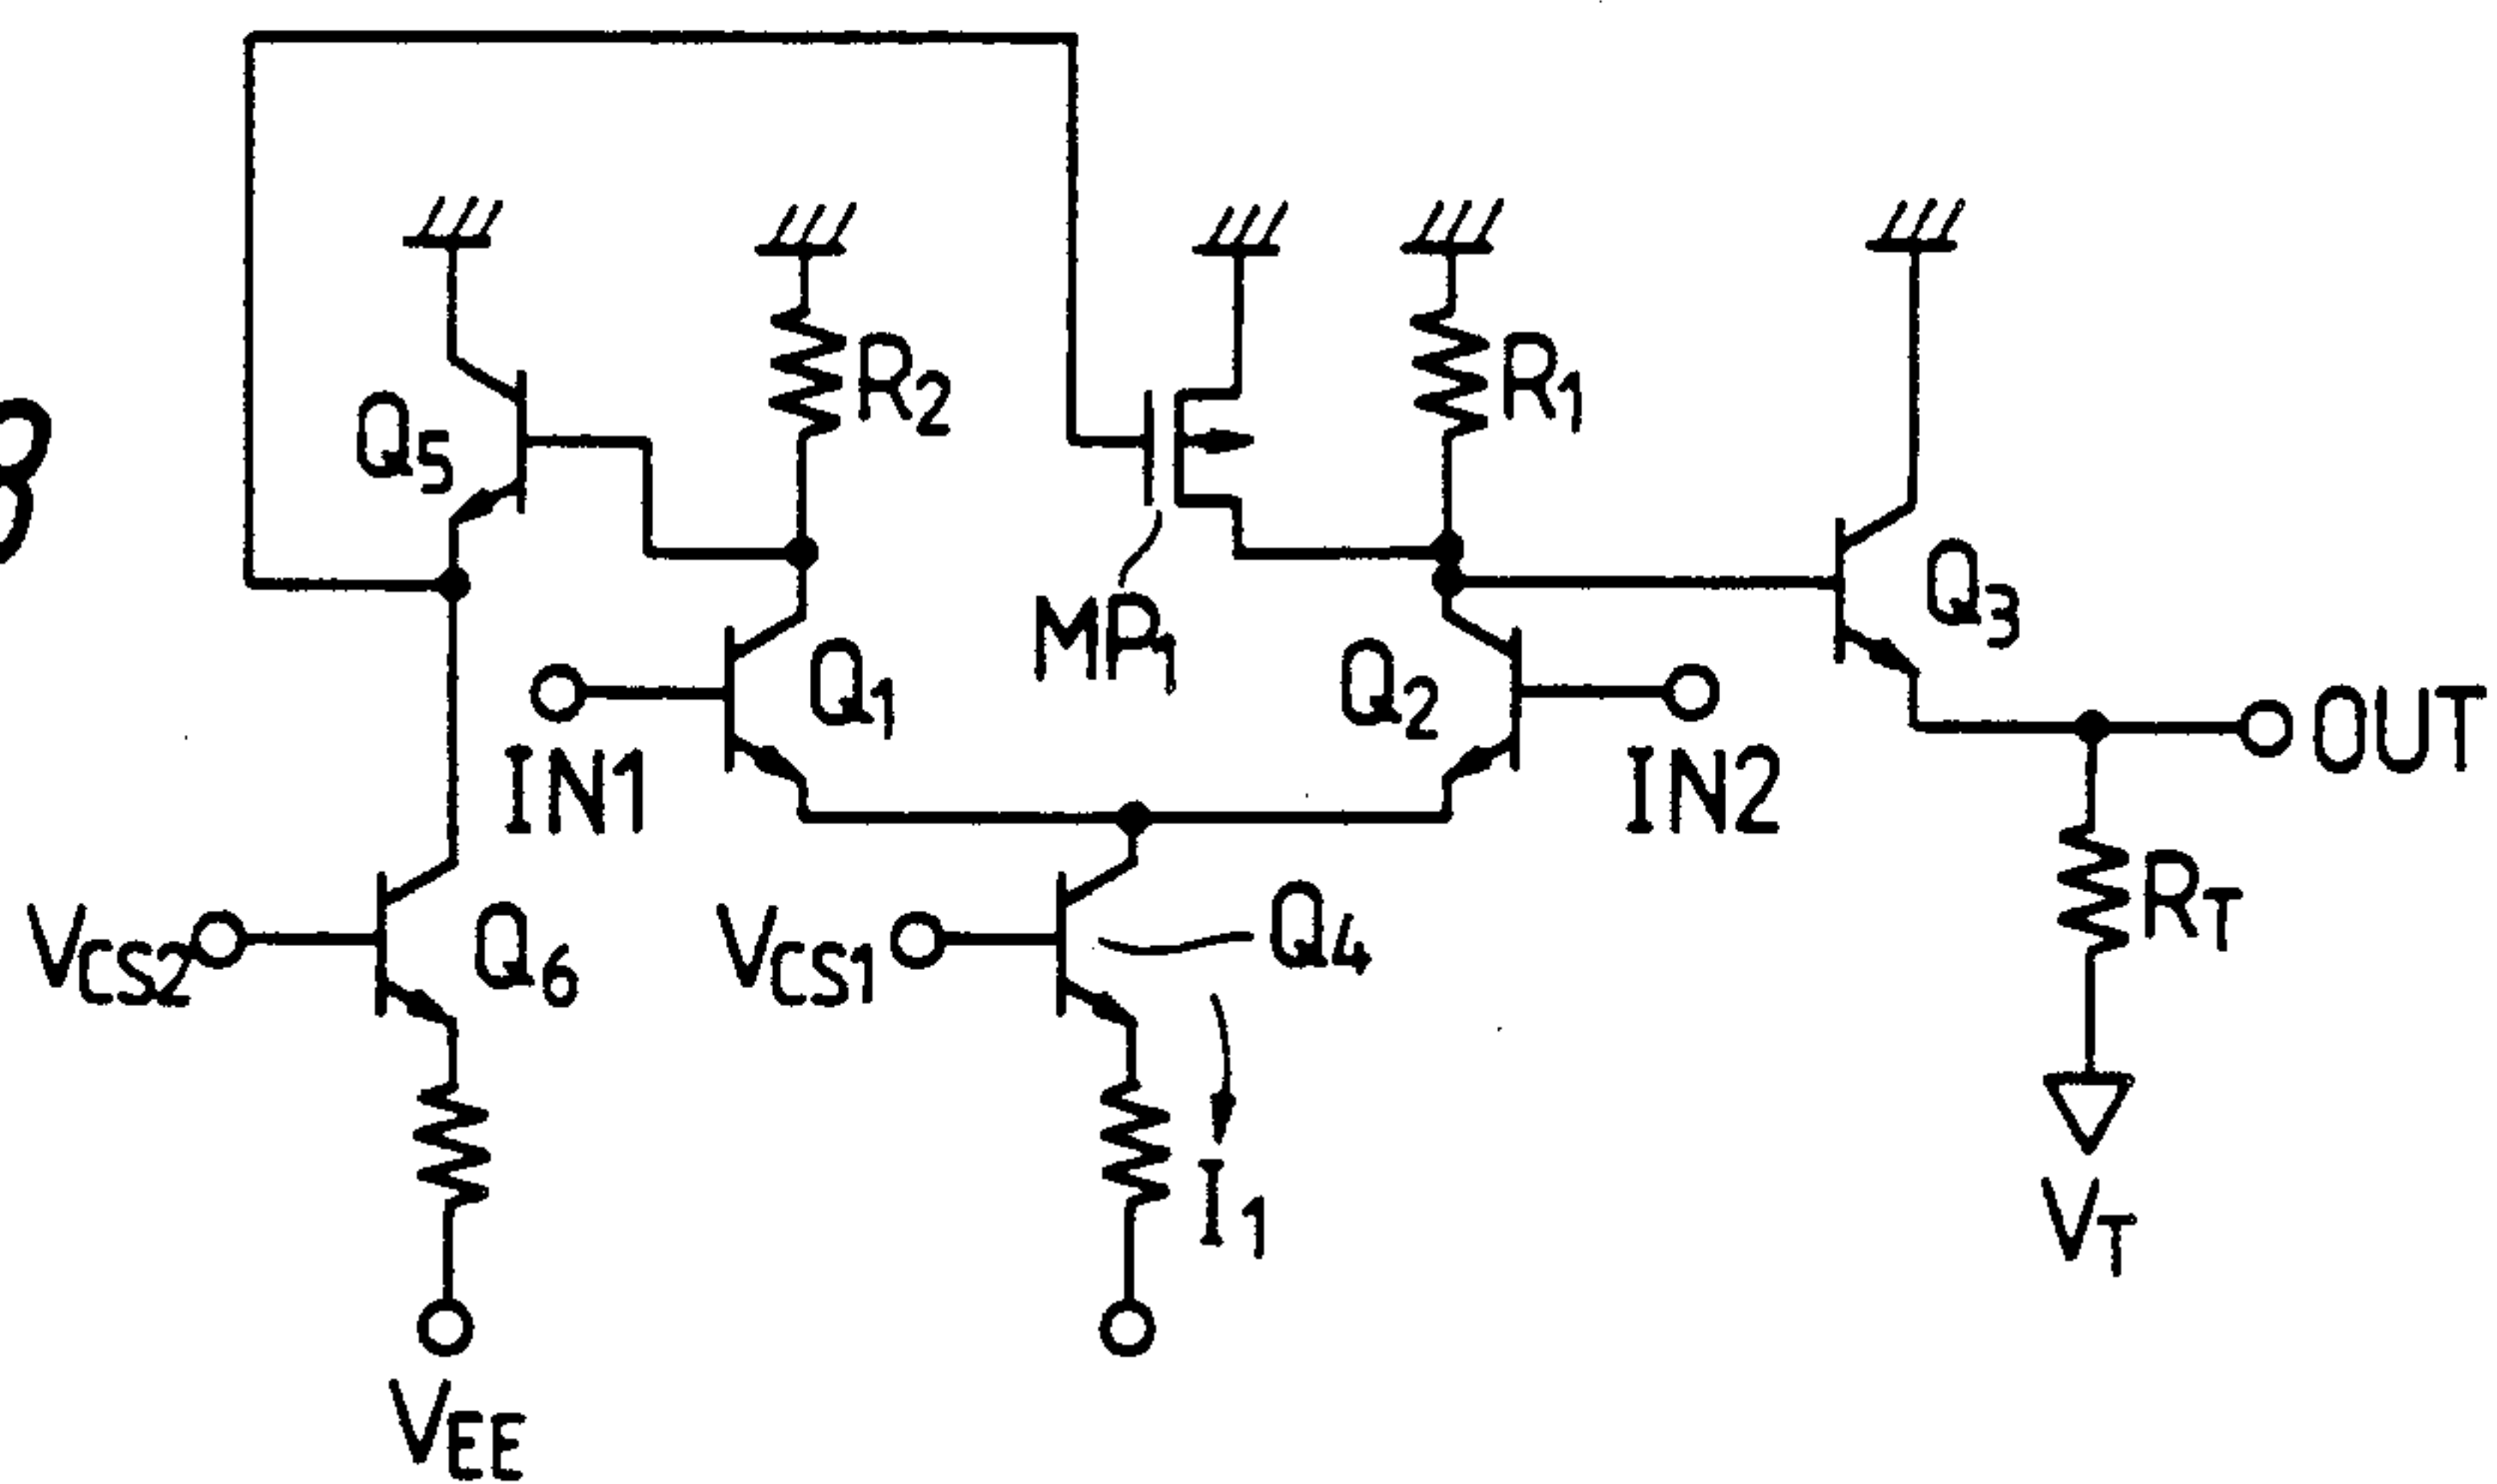 R2
R1
Q5
Q3
MP1
Q1
Q2
OUT
IN1
IN2
RT
VCS2
Q6
VCS1
Q4
I1
VT
VEE